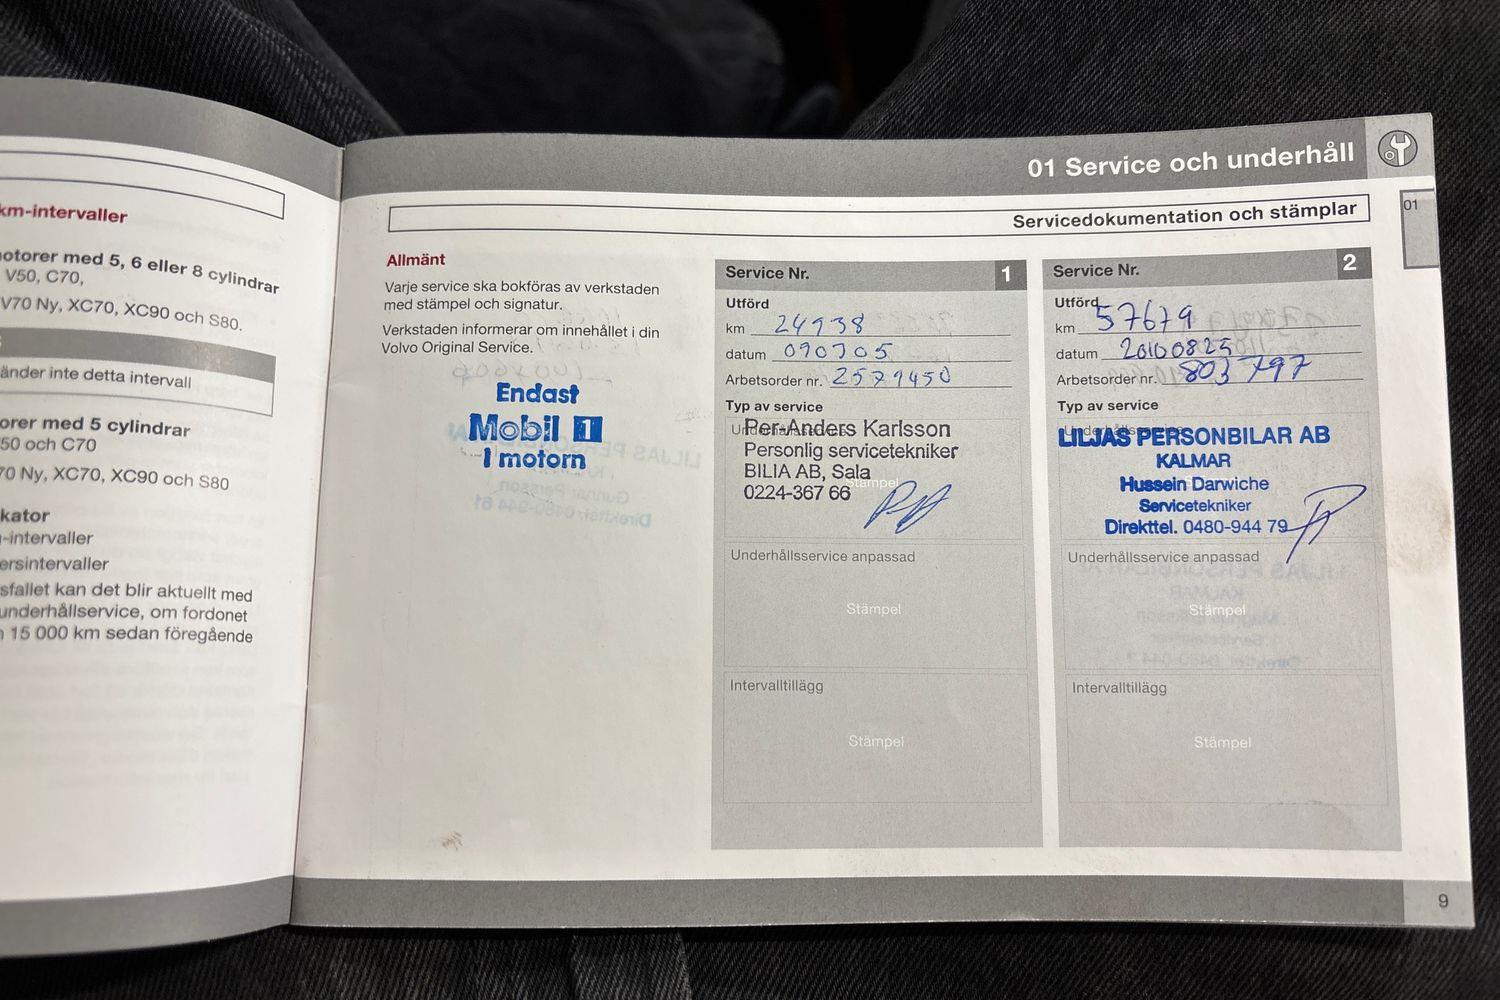 km-intervaller
motorer med 5, 6 eller 8 cylindrar
V50, C70,
V70 Ny, XC70, XC90 och S80.
änder inte detta intervall
orer med 5 cylindrar
50 och C70
70 Ny, XC70, XC90 och S80
kator
-intervaller
ersintervaller
sfallet kan det blir aktuellt med
underhållservice, om fordonet
15 000 km sedan föregående
01 Service och underhåll
Servicedokumentation och stämplar
01
Allmänt
Varje service ska bokföras av verkstaden
med stämpel och signatur.
Verkstaden informerar om innehållet i din
Volvo Original Service.
Endast
Mobil 1
I motorn
Service Nr. 1
Utförd
km 24938
datum 090305
Arbetsorder nr. 2579450
Typ av service
Underhållsservice
Per-Anders Karlsson
Personlig servicetekniker
BILIA AB, Sala
0224-367 66
Stämpel
Underhållsservice anpassad
Stämpel
Intervalltillägg
Stämpel
Service Nr. 2
Utförd
km 57679
datum 20100825
Arbetsorder nr. 803797
Typ av service
LILJAS PERSONBILAR AB
KALMAR
Hussein Darwiche
Servicetekniker
Direkttel. 0480-944 79
Underhållsservice anpassad
Stämpel
Intervalltillägg
Stämpel
9